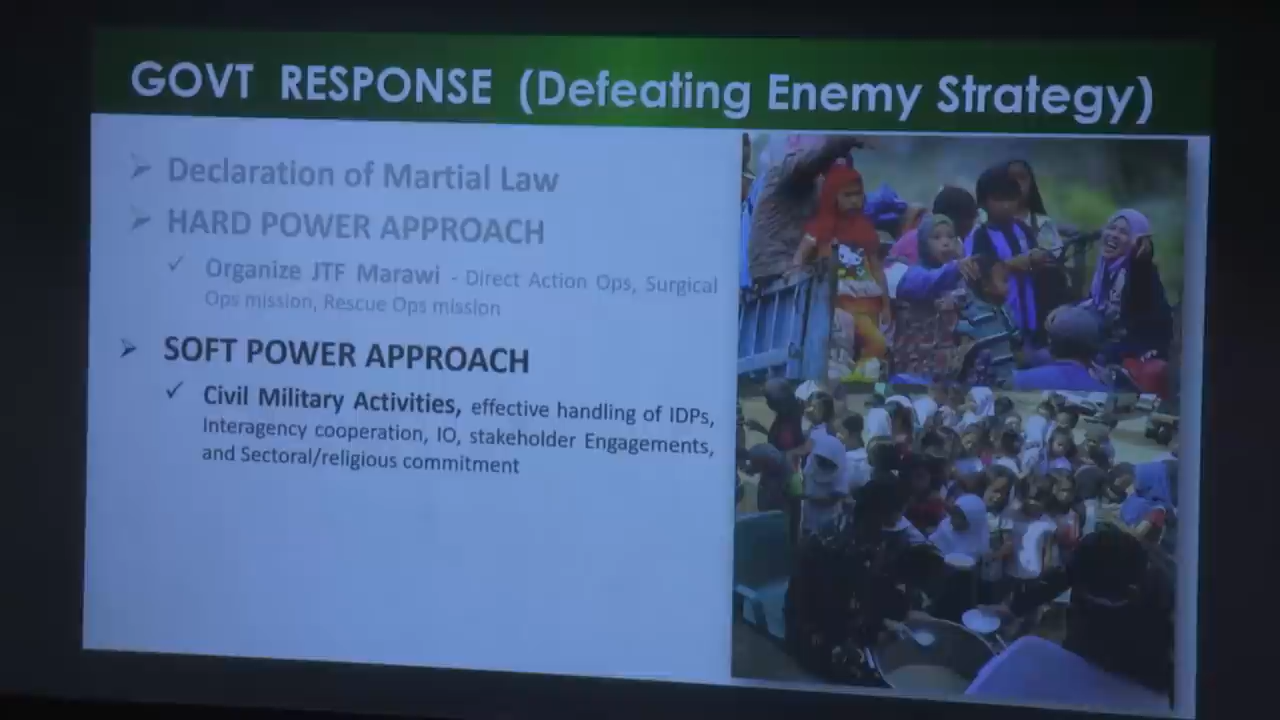 GOVT RESPONSE (Defeating Enemy Strategy)
Declaration of Martial Law
HARD POWER APPROACH
Organize JTF Marawi - Direct Action Ops, Surgical
Ops mission, Rescue Ops mission
SOFT POWER APPROACH
Civil Military Activities, effective handling of IDPs,
Interagency cooperation, IO, stakeholder Engagements,
and Sectoral/religious commitment